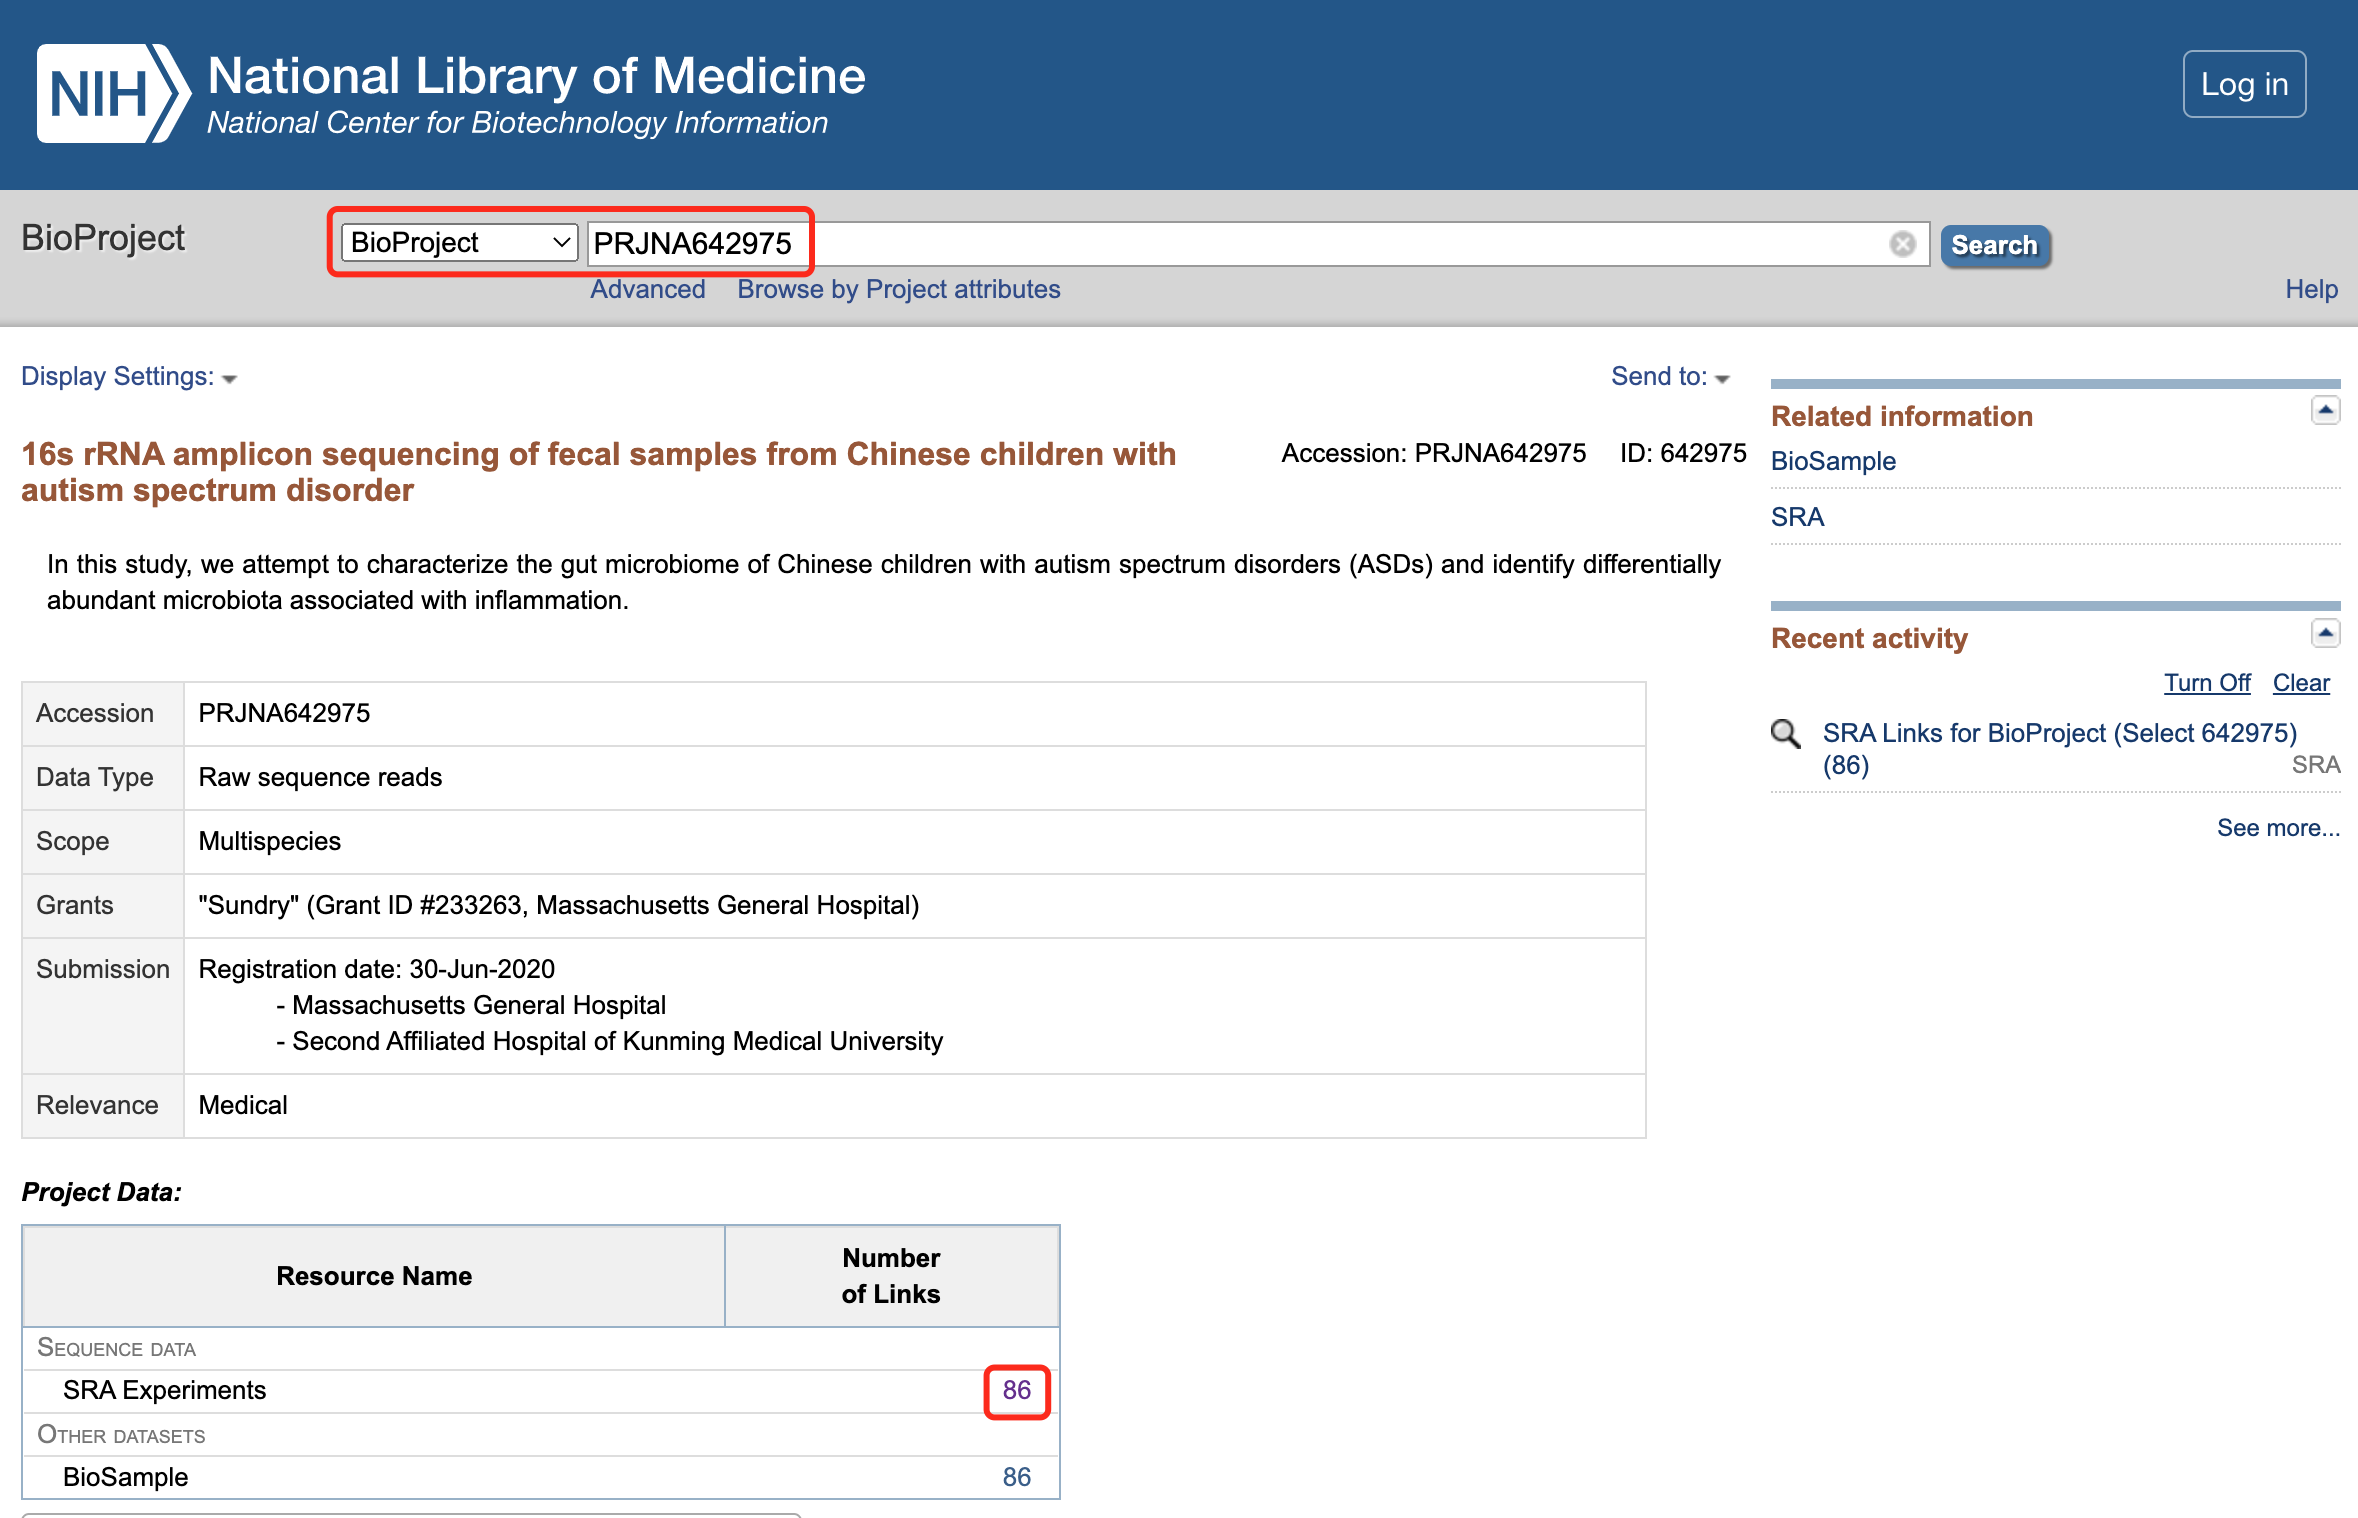 NIH National Library of Medicine
National Center for Biotechnology Information
Log in
BioProject
BioProject PRJNA642975
Search
Advanced Browse by Project attributes
Help
Display Settings:
Send to:
16s rRNA amplicon sequencing of fecal samples from Chinese children with
autism spectrum disorder
Accession: PRJNA642975 ID: 642975
In this study, we attempt to characterize the gut microbiome of Chinese children with autism spectrum disorders (ASDs) and identify differentially
abundant microbiota associated with inflammation.
Accession PRJNA642975
Data Type Raw sequence reads
Scope Multispecies
Grants "Sundry" (Grant ID #233263, Massachusetts General Hospital)
Submission Registration date: 30-Jun-2020
- Massachusetts General Hospital
- Second Affiliated Hospital of Kunming Medical University
Relevance Medical
Project Data:
Resource Name
Number
of Links
SEQUENCE DATA
SRA Experiments 86
OTHER DATASETS
BioSample 86
Related information
BioSample
SRA
Recent activity
Turn Off Clear
SRA Links for BioProject (Select 642975)
(86)
SRA
See more...